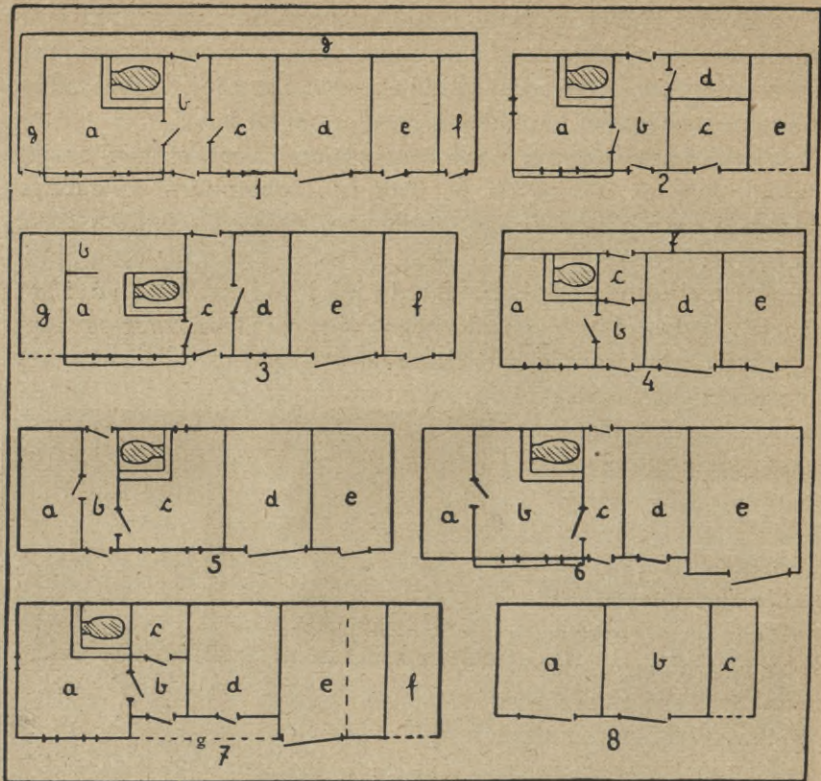 g
g a b c d e f
1
a b c d e
2
g a b c d e f
3
a b c d e f
4
a b c d e
5
a b c d e
6
a b c d e f g
7
a b c
8